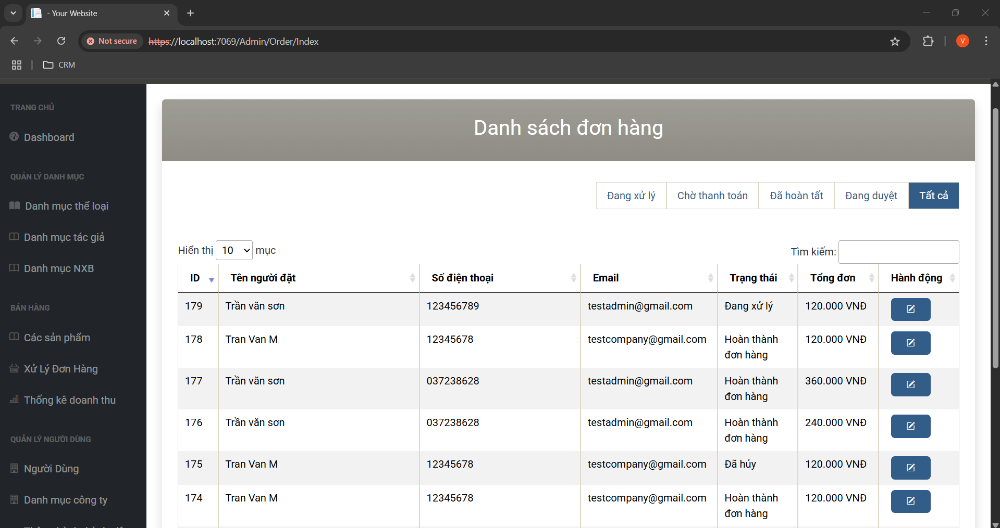 - Your Website
Not secure
https://localhost:7069/Admin/Order/Index
V
CRM
TRANG CHỦ
Dashboard
QUẢN LÝ DANH MỤC
Danh mục thể loại
Danh mục tác giả
Danh mục NXB
BÁN HÀNG
Các sản phẩm
Xử Lý Đơn Hàng
Thống kê doanh thu
QUẢN LÝ NGƯỜI DÙNG
Người Dùng
Danh mục công ty
Danh sách đơn hàng
Đang xử lý Chờ thanh toán Đã hoàn tất Đang duyệt Tất cả
Hiển thị 10 mục
Tìm kiếm:
ID Tên người đặt Số điện thoại Email Trạng thái Tổng đơn Hành động
179 Trần văn sơn 123456789 testadmin@gmail.com Đang xử lý 120.000 VNĐ
178 Tran Van M 12345678 testcompany@gmail.com Hoàn thành 120.000 VNĐ
đơn hàng
177 Trần văn sơn 037238628 testadmin@gmail.com Hoàn thành 360.000 VNĐ
đơn hàng
176 Trần văn sơn 037238628 testadmin@gmail.com Hoàn thành 240.000 VNĐ
đơn hàng
175 Tran Van M 12345678 testcompany@gmail.com Đã hủy 120.000 VNĐ
174 Tran Van M 12345678 testcompany@gmail.com Hoàn thành 120.000 VNĐ
đơn hàng